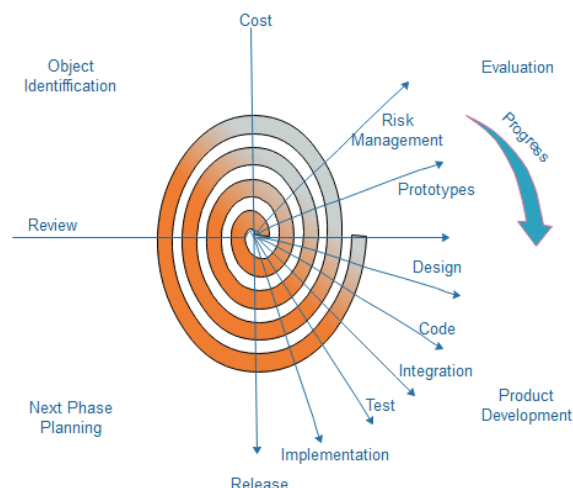 Cost
Object
Identiffication
Evaluation
Risk
Management
Progress
Prototypes
Review
Design
Code
Integration
Next Phase
Planning
Test
Product
Development
Implementation
Release